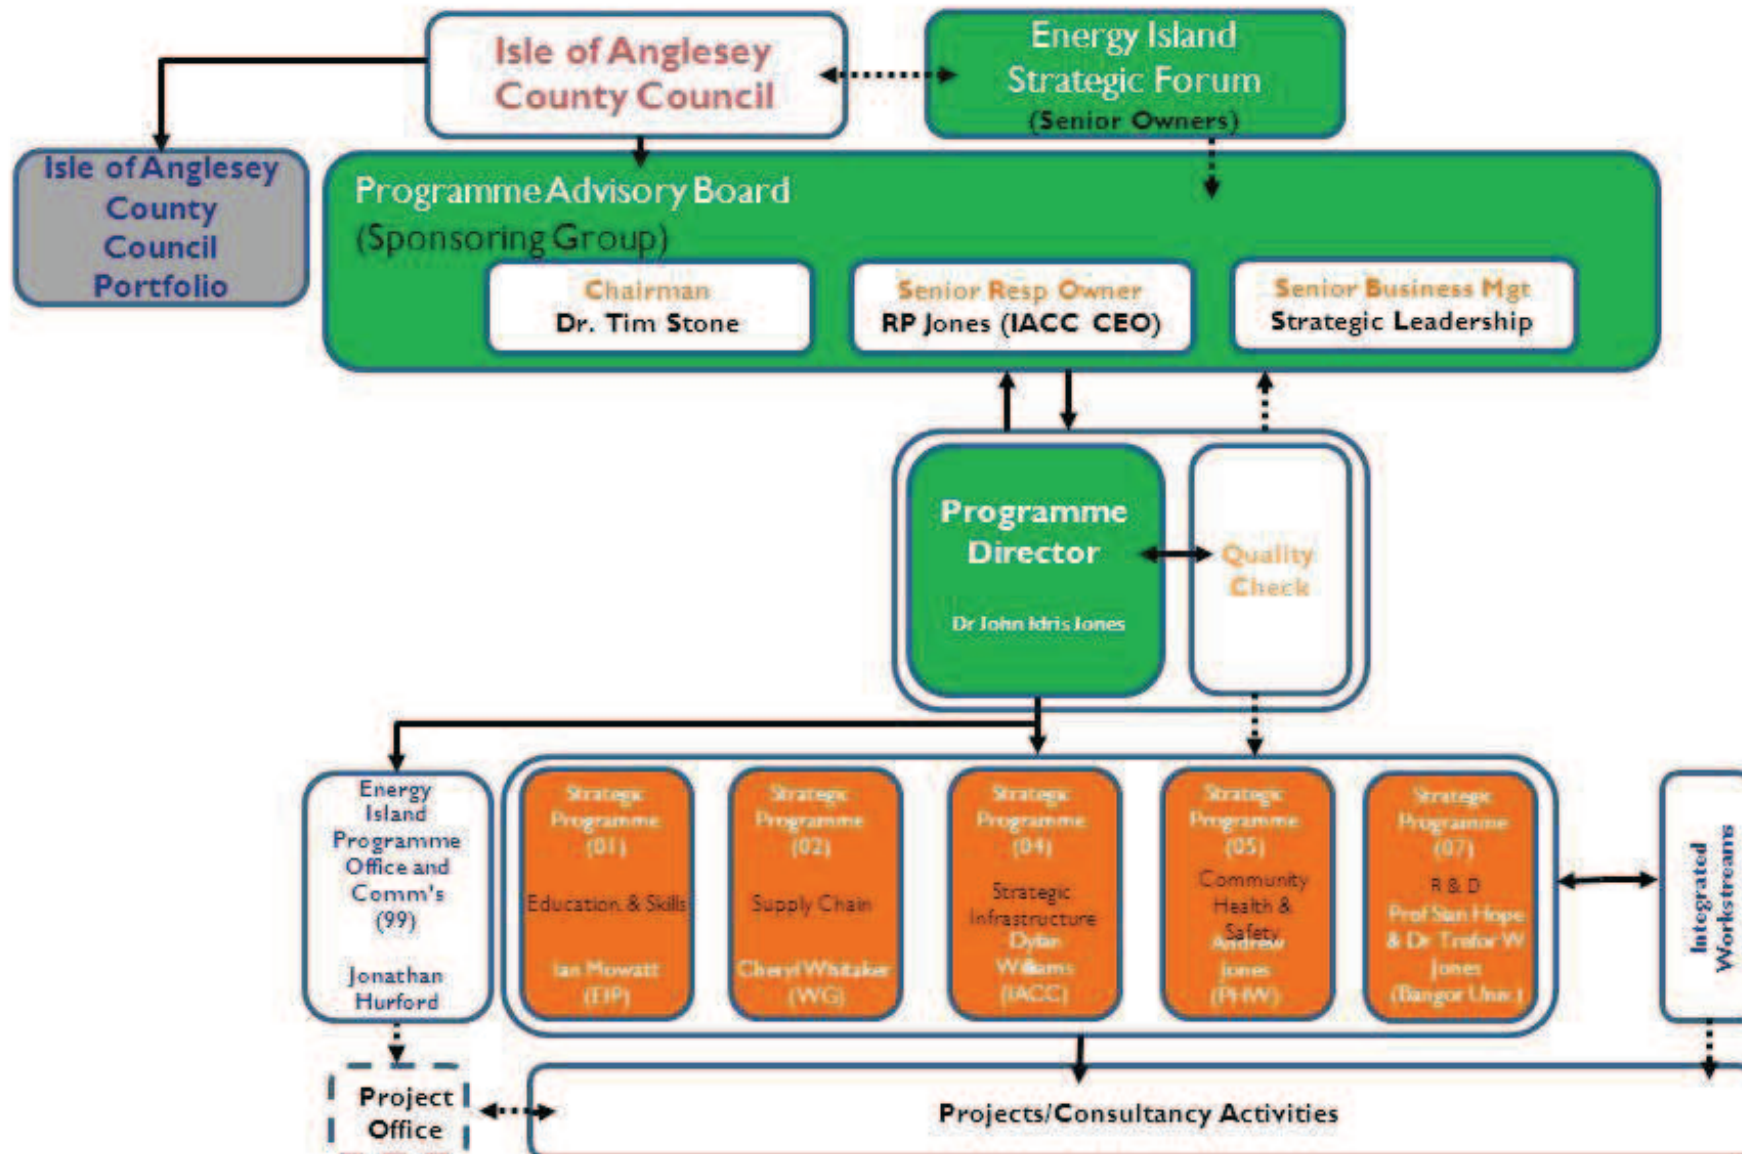 Isle of Anglesey
County Council
Energy Island
Strategic Forum
(Senior Owners)
Isle of Anglesey
County
Council
Portfolio
Programme Advisory Board
(Sponsoring Group)
Chairman
Dr. Tim Stone
Senior Resp Owner
RP Jones (IACC CEO)
Senior Business Mgt
Strategic Leadership
Programme
Director
Dr John Idris Jones
Quality
Check
Energy
Island
Programme
Office and
Comm's
(99)
Jonathan
Hurford
Strategic
Programme
(01)
Education & Skills
Ian Mowatt
(EIP)
Strategic
Programme
(02)
Supply Chain
Cheryl Whitaker
(WG)
Strategic
Programme
(04)
Strategic
Infrastructure
Dylan
Williams
(IACC)
Strategic
Programme
(05)
Community
Health &
Safety
Andrew
Jones
(PHW)
Strategic
Programme
(07)
R & D
Prof Sian Hope
& Dr Trefor W
Jones
(Bangor Univ.)
Integrated
Workstreams
Project
Office
Projects/Consultancy Activities